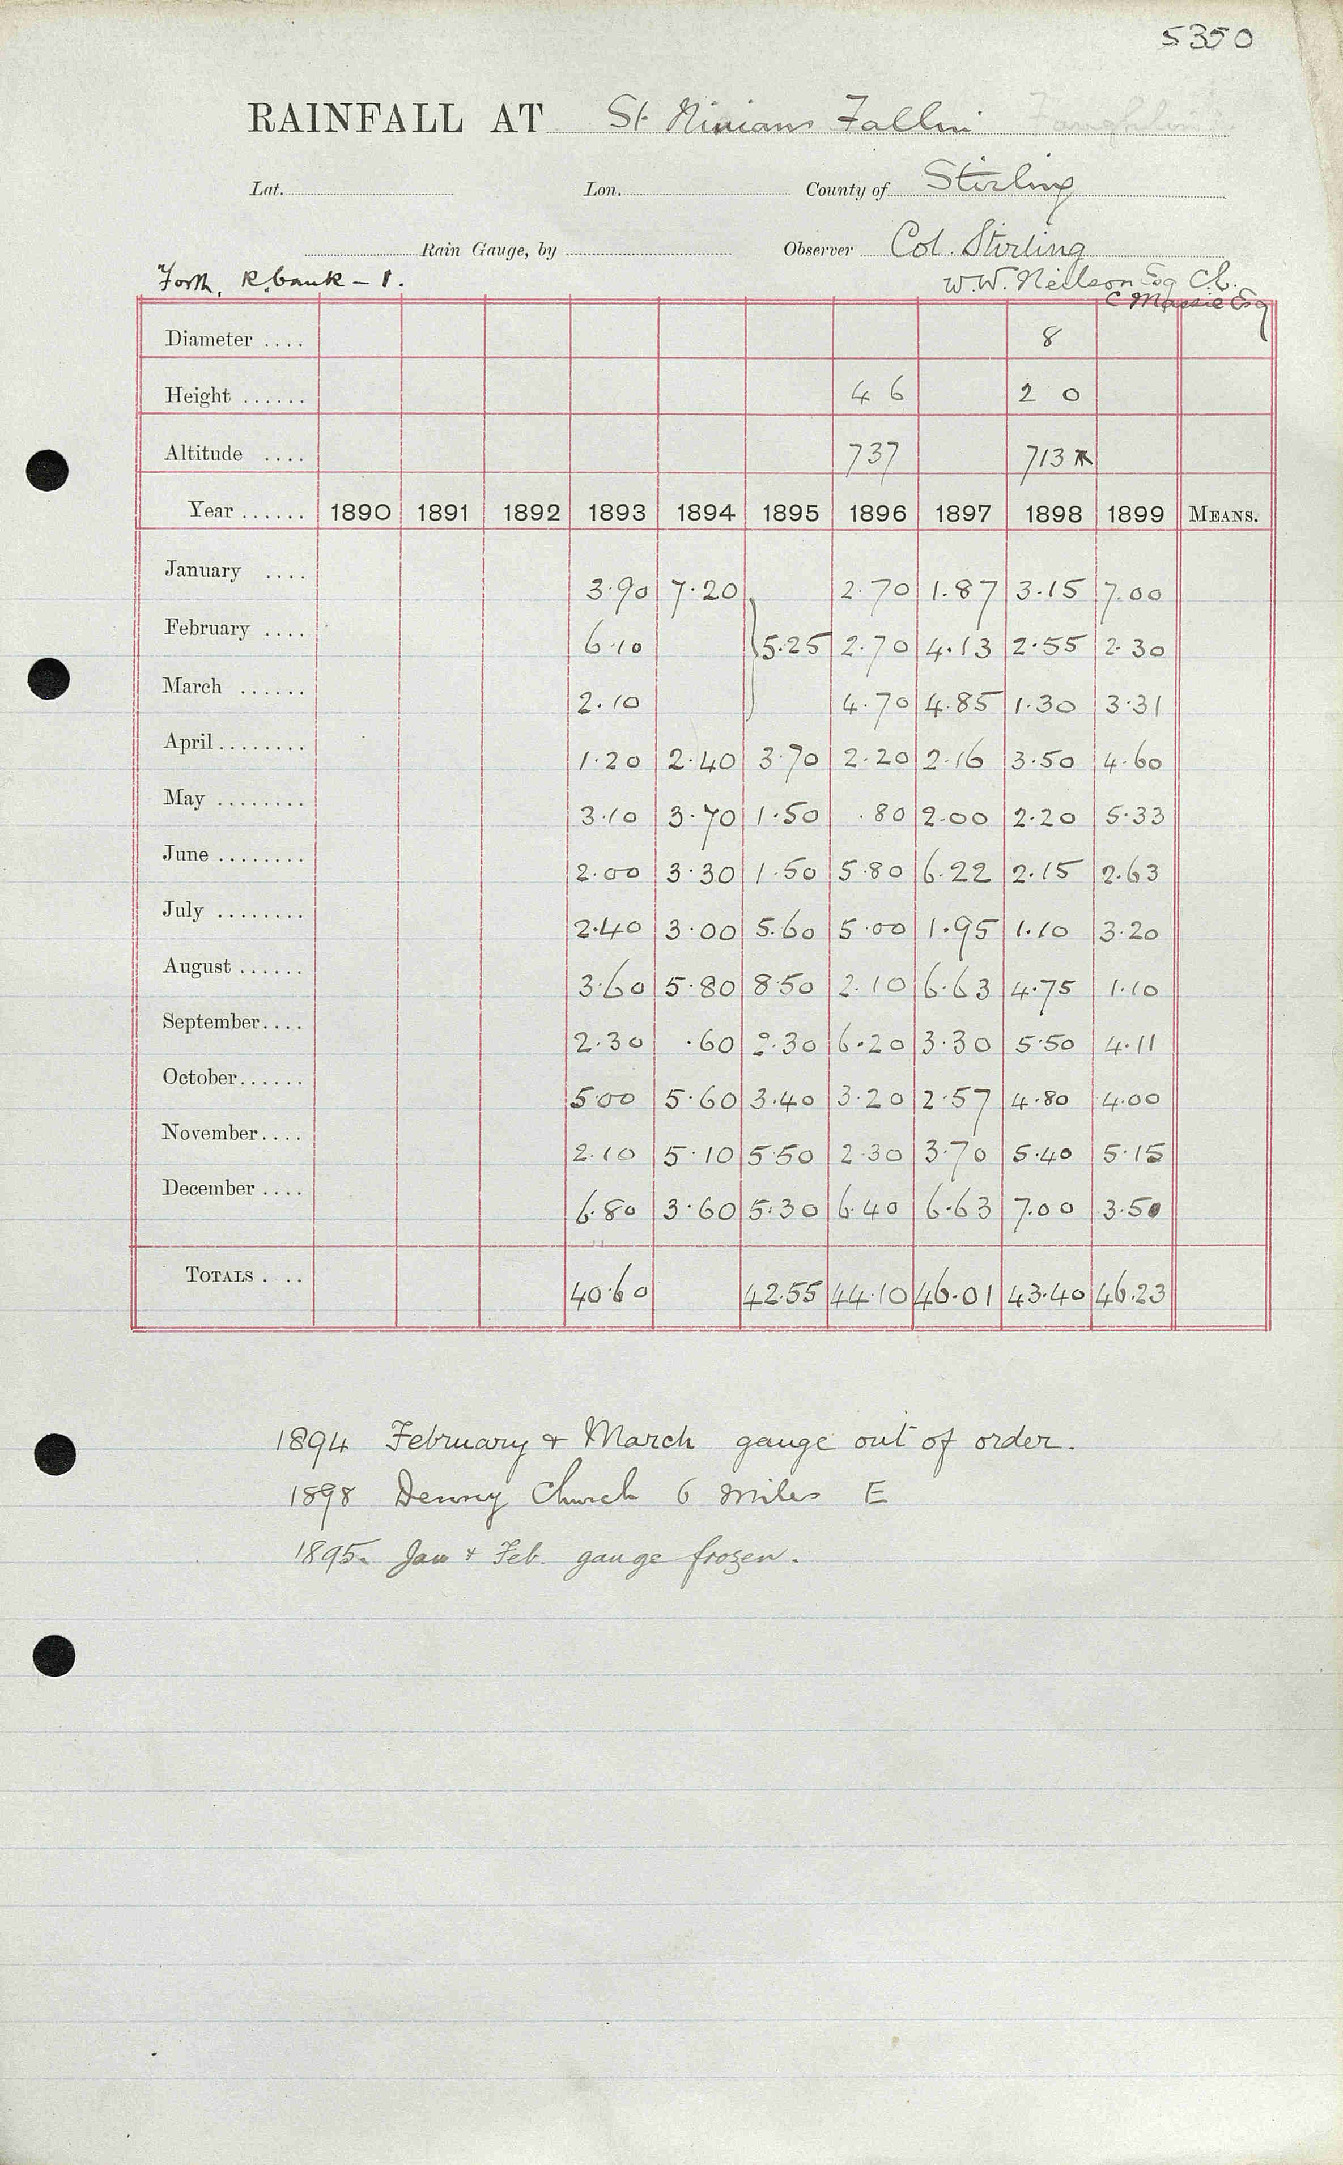 5350
RAINFALL AT St Ninians Fallin
Lat. Lon. County of Stirling
Rain Gauge, by Observer Col. Stirling
Forth, R. bank - 1. W.W. Neilson Esq Ch.
C Massie Esq
Diameter .... 8
Height ...... 4 6 2 0
Altitude .... 737 713
Year ...... 1890 1891 1892 1893 1894 1895 1896 1897 1898 1899 MEANS.
January .... 3.90 7.20 2.70 1.87 3.15 7.00
February .... 6.10 } 5.25 2.70 4.13 2.55 2.30
March ...... 2.10 4.70 4.85 1.30 3.31
April ........ 1.20 2.40 3.70 2.20 2.16 3.50 4.60
May ........ 3.10 3.70 1.50 .80 2.00 2.20 5.33
June ........ 2.00 3.30 1.50 5.80 6.22 2.15 2.63
July ........ 2.40 3.00 5.60 5.00 1.95 1.10 3.20
August ...... 3.60 5.80 8.50 2.10 6.63 4.75 1.10
September.... 2.30 .60 2.30 6.20 3.30 5.50 4.11
October...... 5.00 5.60 3.40 3.20 2.57 4.80 4.00
November.... 2.10 5.10 5.50 2.30 3.70 5.40 5.15
December .... 6.80 3.60 5.30 6.40 6.63 7.00 3.50
TOTALS . .. 40.60 42.55 44.10 46.01 43.40 46.23
1894 February & March gauge out of order.
1898 Denny Church 6 miles E
1895. Jan & Feb. gauge frozen.